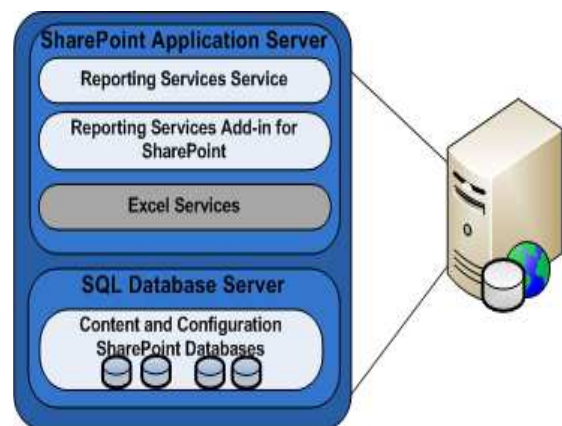 SharePoint Application Server
Reporting Services Service
Reporting Services Add-in for
SharePoint
Excel Services
SQL Database Server
Content and Configuration
SharePoint Databases